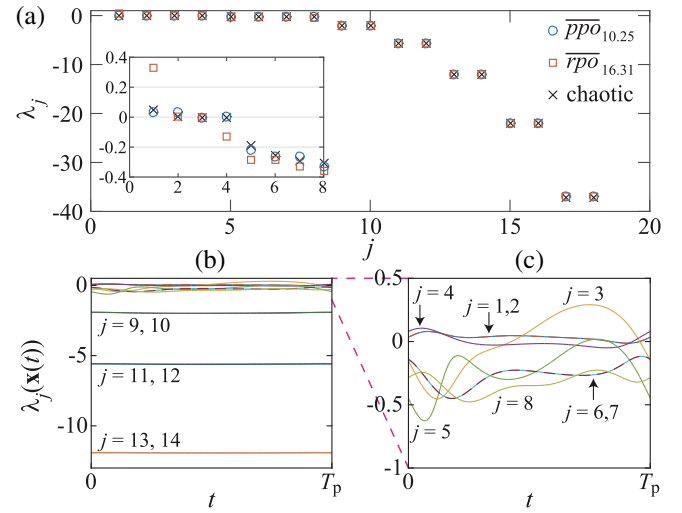 (a)
0
-10
-20
-30
-40
λj
0.4
0.2
0
-0.2
-0.4
0 2 4 6 8
ppo10.25
rpo16.31
chaotic
0 5 10 15 20
j
(b)
0
-5
-10
λj(x(t))
j = 9, 10
j = 11, 12
j = 13, 14
0 t Tp
(c)
0.5
0
-0.5
-1
j = 4
j = 1,2
j = 3
j = 5
j = 8
j = 6,7
0 t Tp